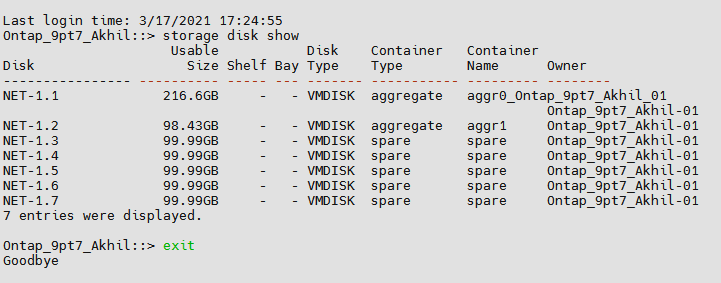 Last login time: 3/17/2021 17:24:55
Ontap_9pt7_Akhil::> storage disk show
                     Usable           Disk    Container   Container
Disk                   Size Shelf Bay Type    Type        Name      Owner
---------------- ---------- ----- --- ------- ----------- --------- --------
NET-1.1             216.6GB     -   - VMDISK  aggregate   aggr0_Ontap_9pt7_Akhil_01
                                                                    Ontap_9pt7_Akhil-01
NET-1.2             98.43GB     -   - VMDISK  aggregate   aggr1     Ontap_9pt7_Akhil-01
NET-1.3             99.99GB     -   - VMDISK  spare       spare     Ontap_9pt7_Akhil-01
NET-1.4             99.99GB     -   - VMDISK  spare       spare     Ontap_9pt7_Akhil-01
NET-1.5             99.99GB     -   - VMDISK  spare       spare     Ontap_9pt7_Akhil-01
NET-1.6             99.99GB     -   - VMDISK  spare       spare     Ontap_9pt7_Akhil-01
NET-1.7             99.99GB     -   - VMDISK  spare       spare     Ontap_9pt7_Akhil-01
7 entries were displayed.

Ontap_9pt7_Akhil::> exit
Goodbye